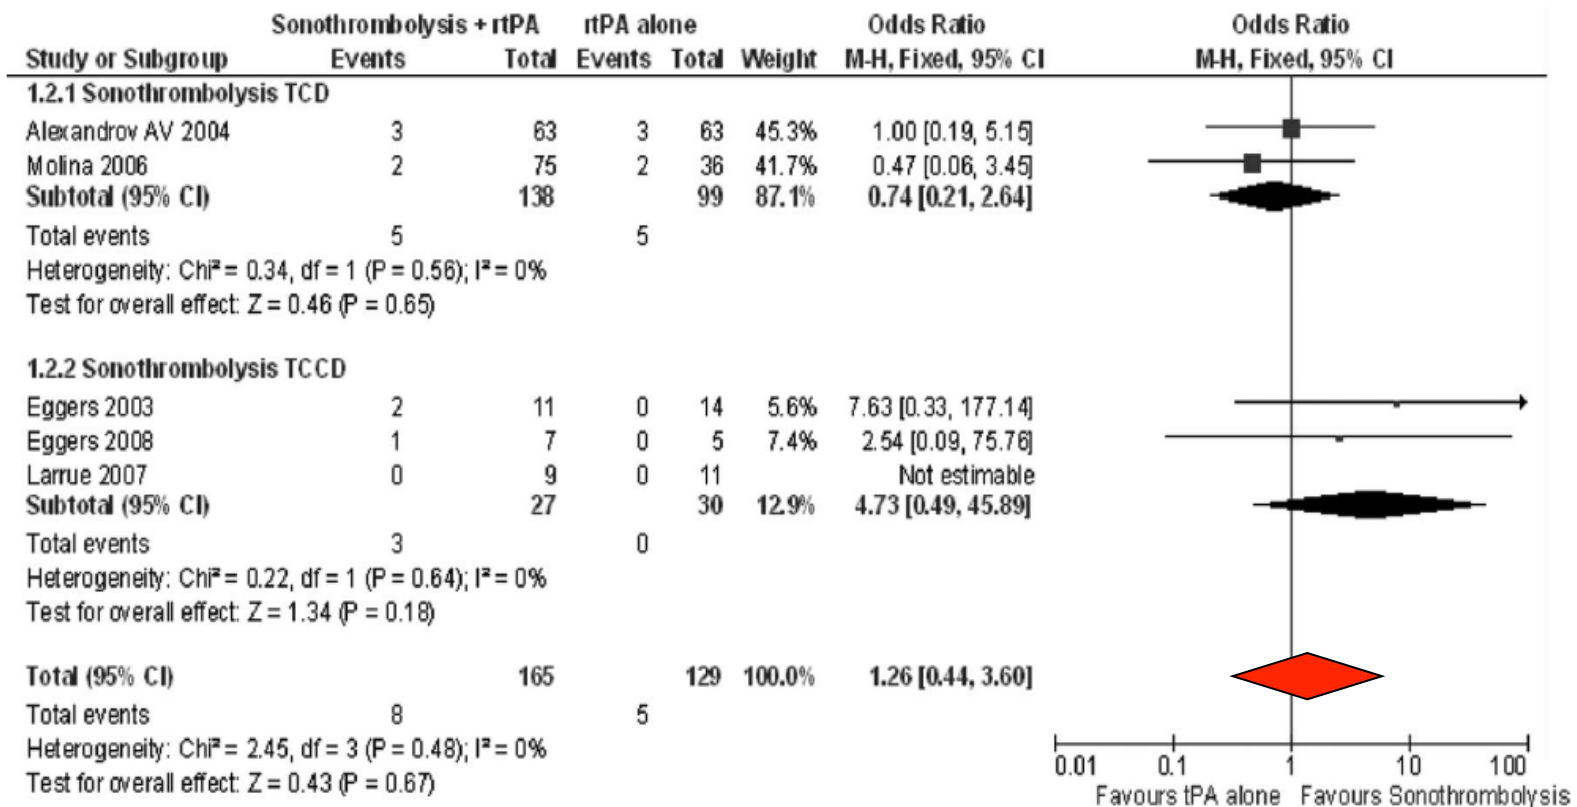 Sonothrombolysis + rtPA rtPA alone Odds Ratio Odds Ratio
Study or Subgroup Events Total Events Total Weight M-H, Fixed, 95% CI M-H, Fixed, 95% CI
1.2.1 Sonothrombolysis TCD
Alexandrov AV 2004 3 63 3 63 45.3% 1.00 [0.19, 5.15]
Molina 2006 2 75 2 36 41.7% 0.47 [0.06, 3.45]
Subtotal (95% CI) 138 99 87.1% 0.74 [0.21, 2.64]
Total events 5 5
Heterogeneity: Chi² = 0.34, df = 1 (P = 0.56); I² = 0%
Test for overall effect: Z = 0.46 (P = 0.65)
1.2.2 Sonothrombolysis TCCD
Eggers 2003 2 11 0 14 5.6% 7.63 [0.33, 177.14]
Eggers 2008 1 7 0 5 7.4% 2.54 [0.09, 75.76]
Larrue 2007 0 9 0 11 Not estimable
Subtotal (95% CI) 27 30 12.9% 4.73 [0.49, 45.89]
Total events 3 0
Heterogeneity: Chi² = 0.22, df = 1 (P = 0.64); I² = 0%
Test for overall effect: Z = 1.34 (P = 0.18)
Total (95% CI) 165 129 100.0% 1.26 [0.44, 3.60]
Total events 8 5
Heterogeneity: Chi² = 2.45, df = 3 (P = 0.48); I² = 0%
Test for overall effect: Z = 0.43 (P = 0.67)
0.01 0.1 1 10 100
Favours tPA alone Favours Sonothrombolysis